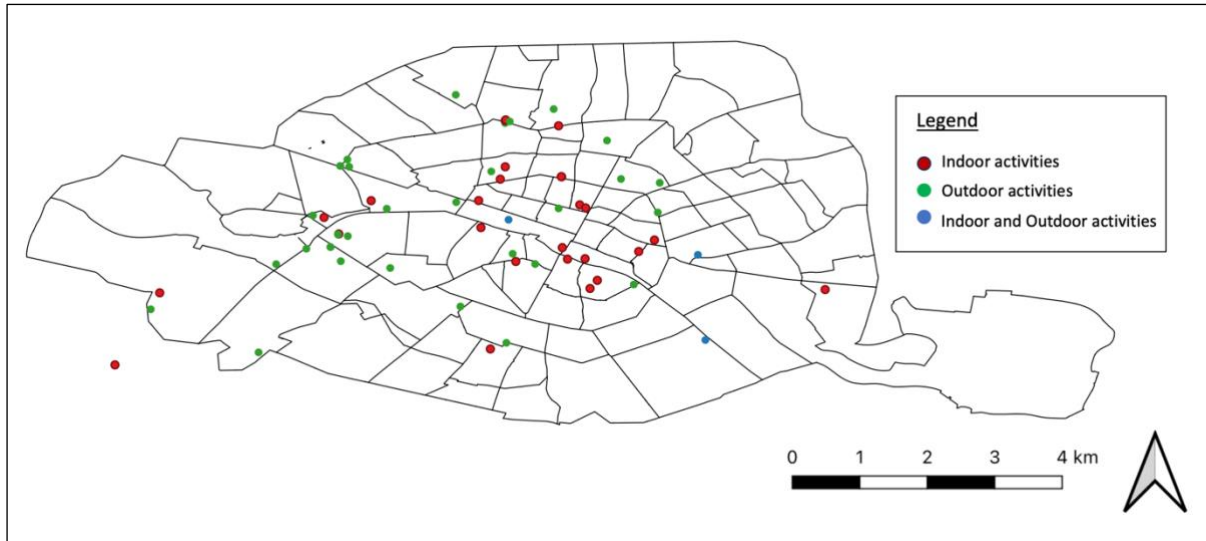 Legend
Indoor activities
Outdoor activities
Indoor and Outdoor activities
0 1 2 3 4 km